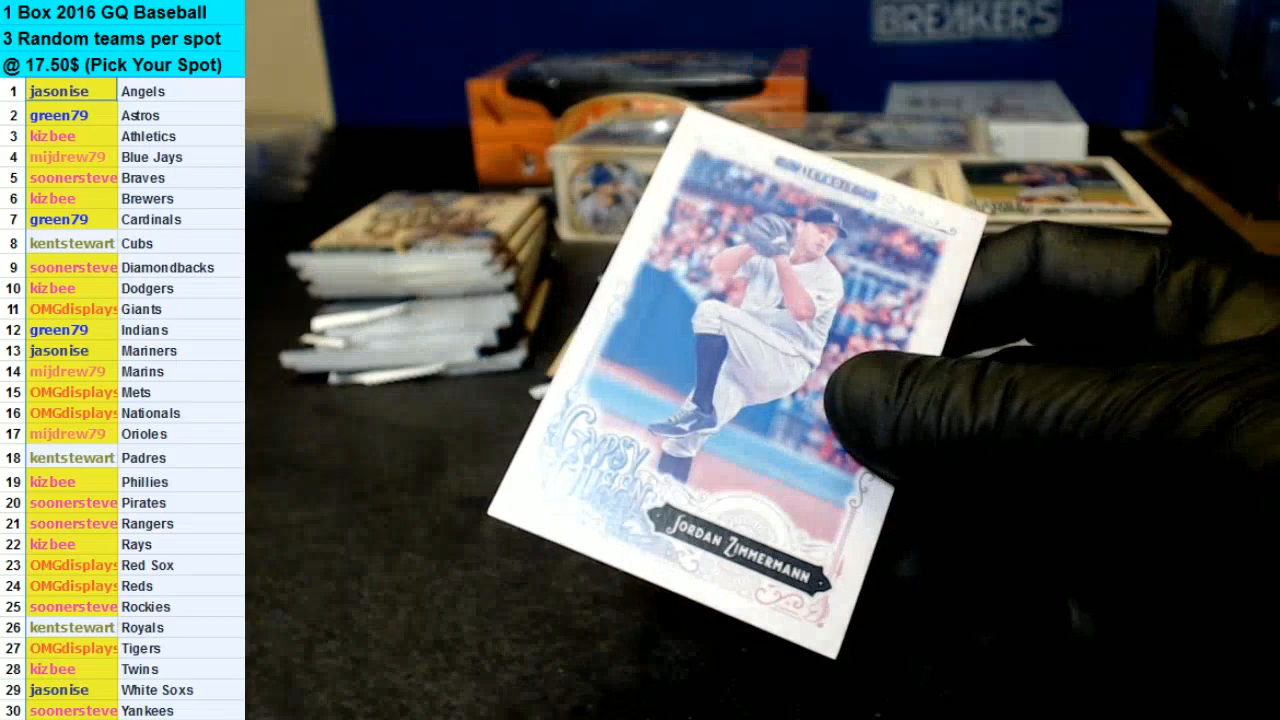 1 Box 2016 GQ Baseball
3 Random teams per spot
@ 17.50$ (Pick Your Spot)
1 jasonise Angels
2 green79 Astros
3 kizbee Athletics
4 mijdrew79 Blue Jays
5 soonersteve Braves
6 kizbee Brewers
7 green79 Cardinals
8 kentstewart Cubs
9 soonersteve Diamondbacks
10 kizbee Dodgers
11 OMGdisplays Giants
12 green79 Indians
13 jasonise Mariners
14 mijdrew79 Marins
15 OMGdisplays Mets
16 OMGdisplays Nationals
17 mijdrew79 Orioles
18 kentstewart Padres
19 kizbee Phillies
20 soonersteve Pirates
21 soonersteve Rangers
22 kizbee Rays
23 OMGdisplays Red Sox
24 OMGdisplays Reds
25 soonersteve Rockies
26 kentstewart Royals
27 OMGdisplays Tigers
28 kizbee Twins
29 jasonise White Soxs
30 soonersteve Yankees
BREAKERS
GYPSY
QUEEN
JORDAN ZIMMERMANN